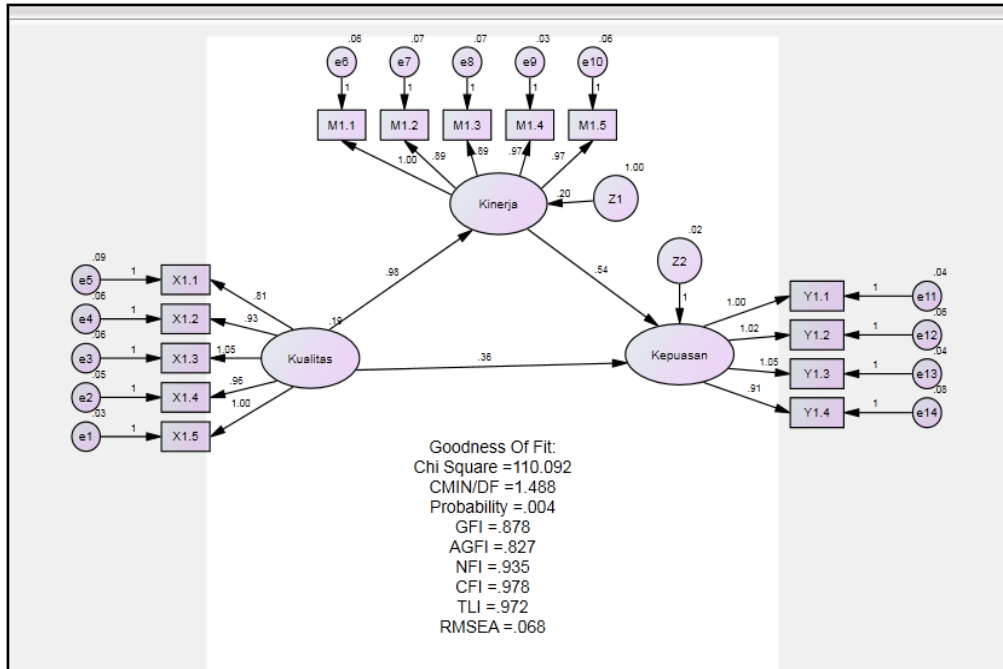 .06 .07 .07 .03 .06
e6 e7 e8 e9 e10
1 1 1 1 1
M1.1 M1.2 M1.3 M1.4 M1.5
1.00 .89 .89 .97 .97
1.00
Kinerja .20 Z1
.02
Z2
.98 .54 1
.09
e5 1 X1.1 .81
.06
e4 1 X1.2 .93
.06
e3 1 X1.3 1.05
.05
e2 1 X1.4 .96
.03
e1 1 X1.5 1.00
.19
Kualitas .36 Kepuasan
.04
1.00 Y1.1 1 e11
.06
1.02 Y1.2 1 e12
.04
1.05 Y1.3 1 e13
.08
.91 Y1.4 1 e14
Goodness Of Fit:
Chi Square =110.092
CMIN/DF =1.488
Probability =.004
GFI =.878
AGFI =.827
NFI =.935
CFI =.978
TLI =.972
RMSEA =.068